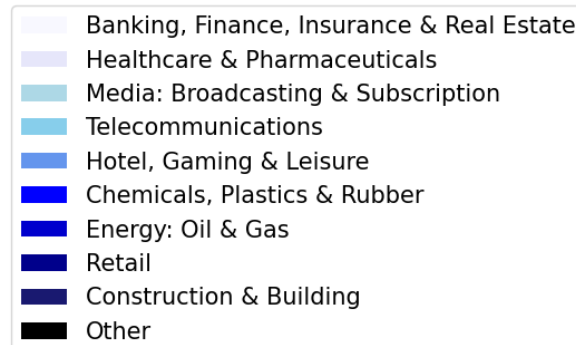 Banking, Finance, Insurance & Real Estate
Healthcare & Pharmaceuticals
Media: Broadcasting & Subscription
Telecommunications
Hotel, Gaming & Leisure
Chemicals, Plastics & Rubber
Energy: Oil & Gas
Retail
Construction & Building
Other